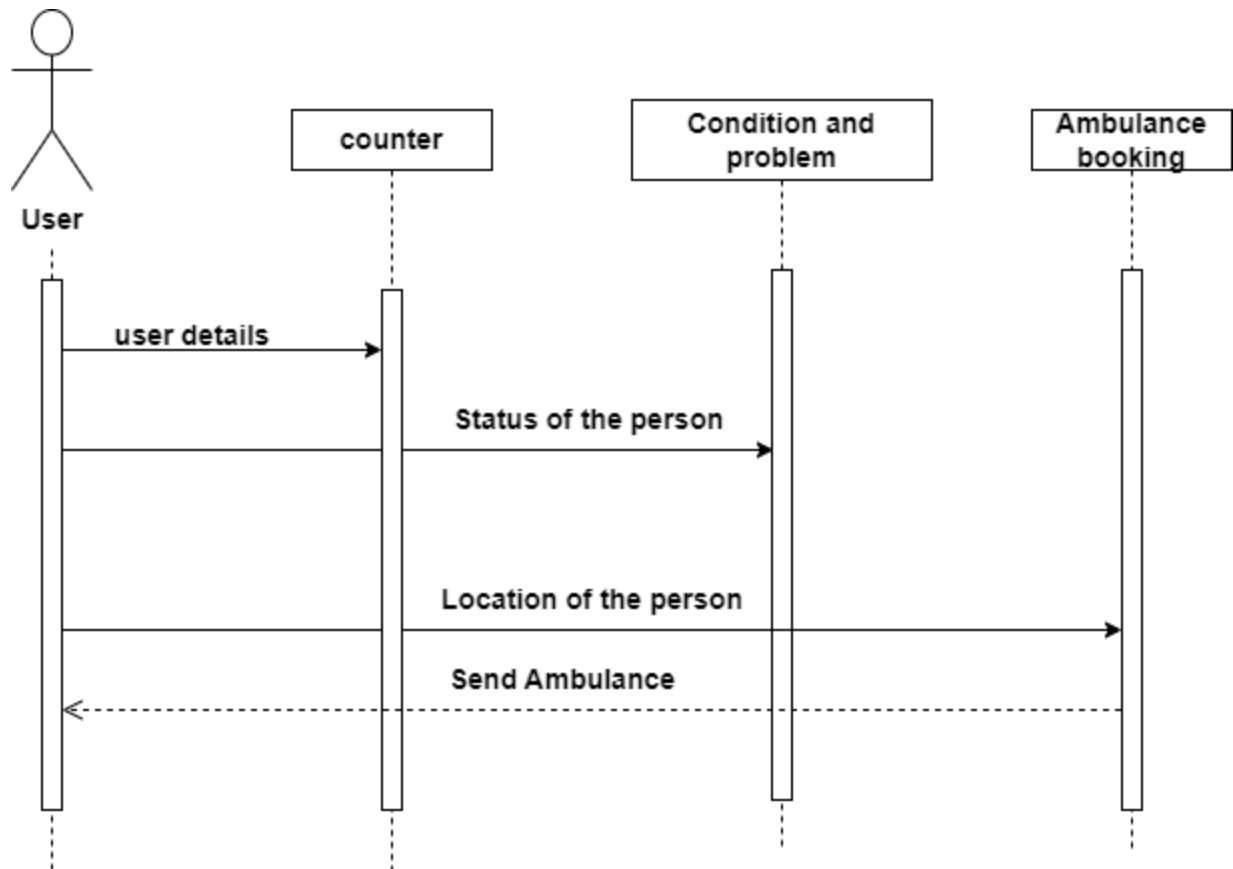 User
counter
Condition and
problem
Ambulance
booking
user details
Status of the person
Location of the person
Send Ambulance